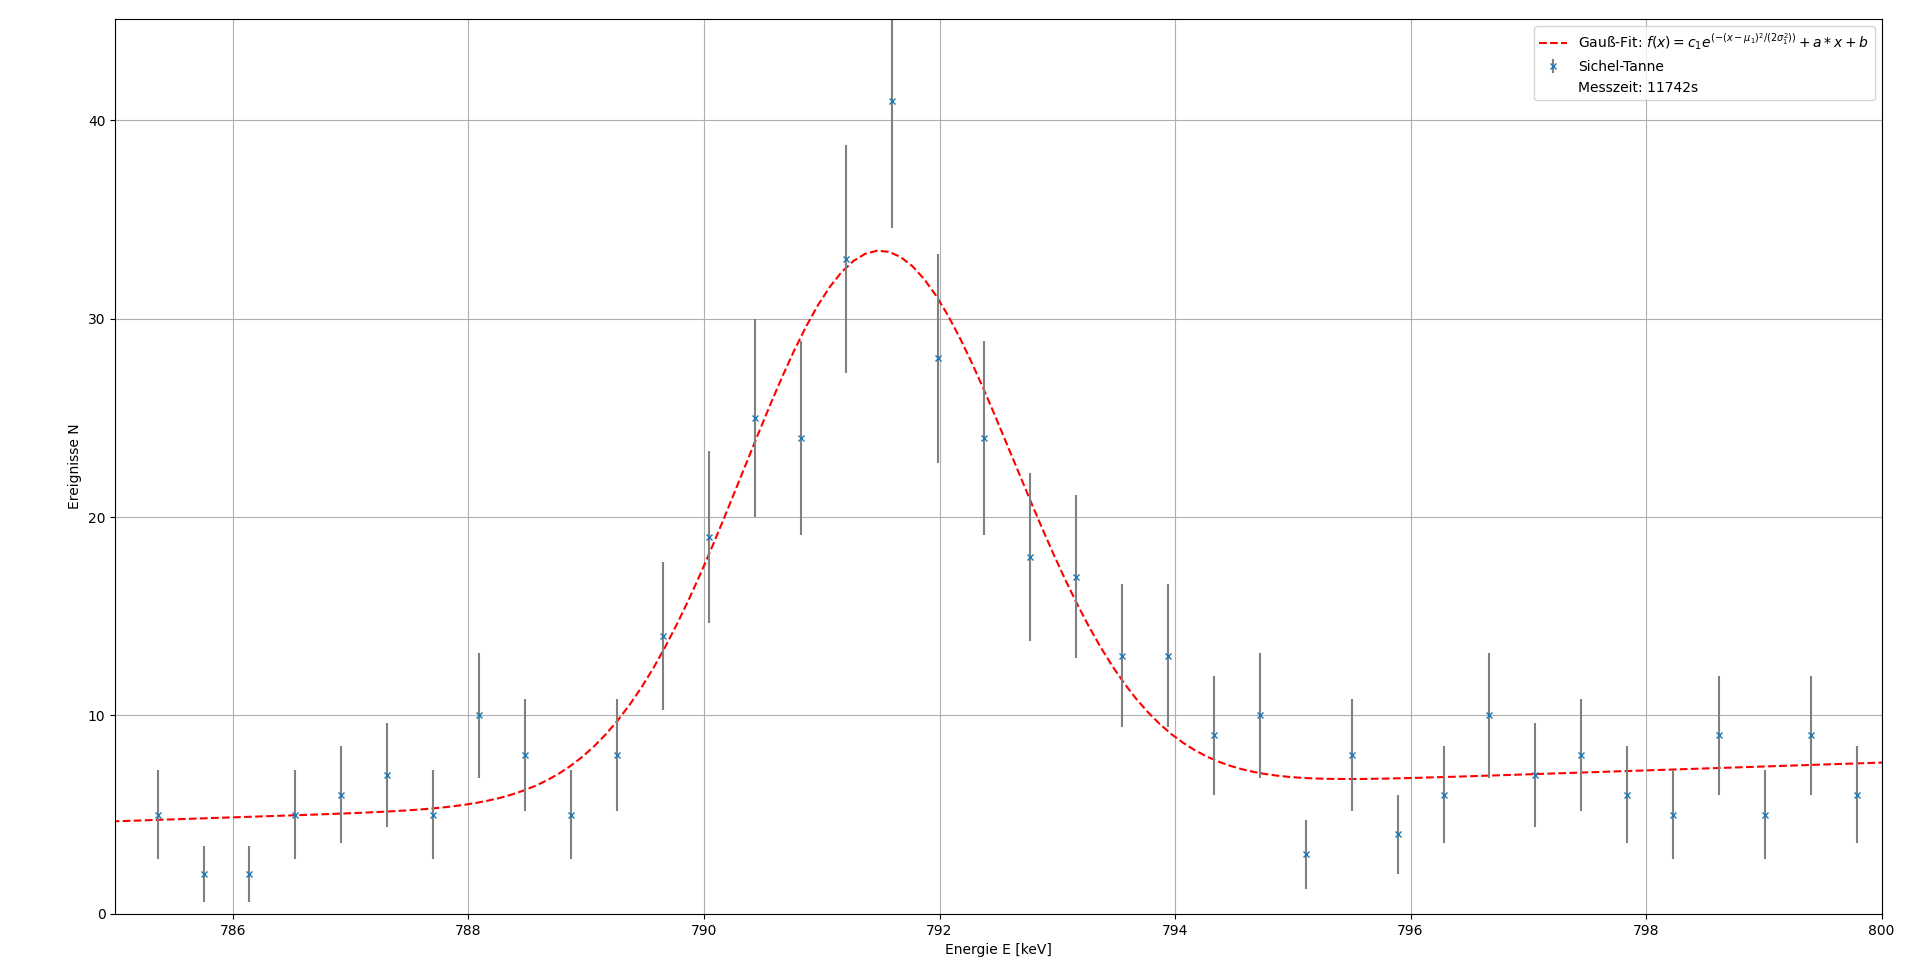 Gauß-Fit: f(x) = c₁e^(−(x−μ₁)²/(2σ₁²)) + a * x + b
Sichel-Tanne
Messzeit: 11742s
40
30
20
10
0
Ereignisse N
786
788
790
792
794
796
798
800
Energie E [keV]